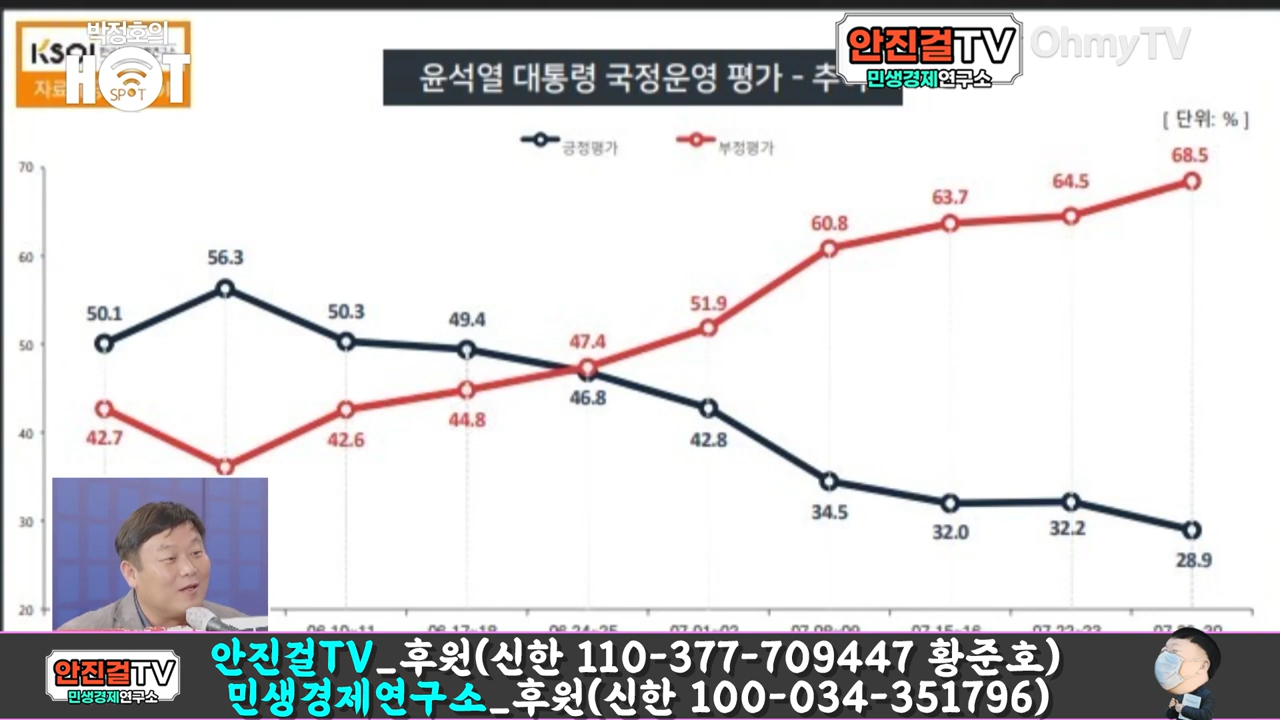 박정호의
HOT
SPOT
KSOI
자료
안진걸TV
민생경제연구소
OhmyTV
윤석열 대통령 국정운영 평가 -
[ 단위: % ]
긍정평가
부정평가
70
60
50
40
30
20
50.1
56.3
50.3
49.4
46.8
42.8
34.5
32.0
32.2
28.9
42.7
42.6
44.8
47.4
51.9
60.8
63.7
64.5
68.5
안진걸TV_후원(신한 110-377-709447 황준호)
민생경제연구소_후원(신한 100-034-351796)
안진걸TV
민생경제연구소